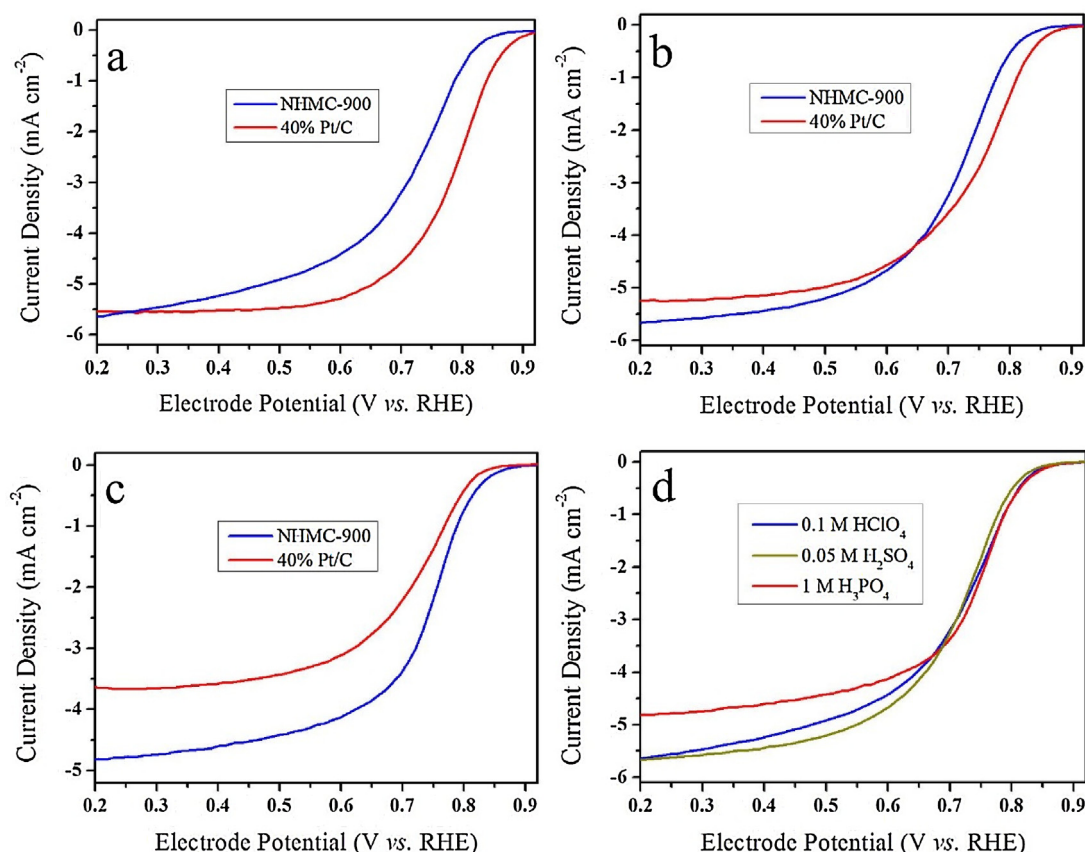 a
NHMC-900
40% Pt/C
Current Density (mA cm⁻²)
0
-1
-2
-3
-4
-5
-6
0.2 0.3 0.4 0.5 0.6 0.7 0.8 0.9
Electrode Potential (V vs. RHE)
b
NHMC-900
40% Pt/C
Current Density (mA cm⁻²)
0
-1
-2
-3
-4
-5
-6
0.2 0.3 0.4 0.5 0.6 0.7 0.8 0.9
Electrode Potential (V vs. RHE)
c
NHMC-900
40% Pt/C
Current Density (mA cm⁻²)
0
-1
-2
-3
-4
-5
0.2 0.3 0.4 0.5 0.6 0.7 0.8 0.9
Electrode Potential (V vs. RHE)
d
0.1 M HClO₄
0.05 M H₂SO₄
1 M H₃PO₄
Current Density (mA cm⁻²)
0
-1
-2
-3
-4
-5
-6
0.2 0.3 0.4 0.5 0.6 0.7 0.8 0.9
Electrode Potential (V vs. RHE)